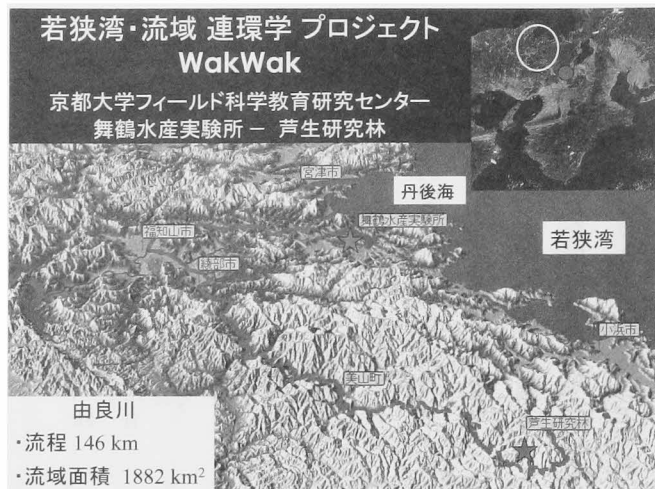 若狭湾・流域 連環学 プロジェクト
WakWak
京都大学フィールド科学教育研究センター
舞鶴水産実験所 － 芦生研究林
宮津市
丹後海
舞鶴水産実験所
福知山市
若狭湾
綾部市
小浜市
美山町
芦生研究林
由良川
・流程 146 km
・流域面積 1882 km²